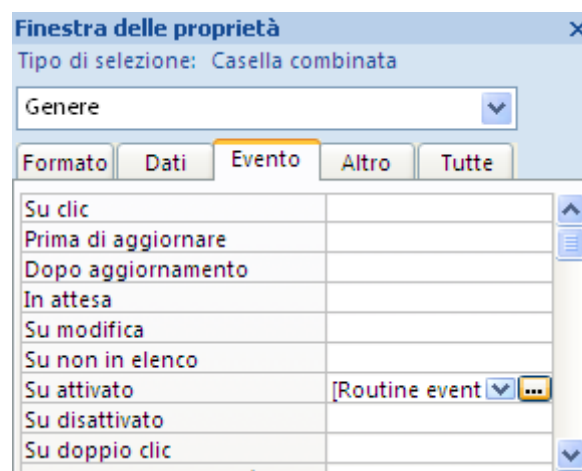 Finestra delle proprietà
Tipo di selezione: Casella combinata
Genere
Formato Dati Evento Altro Tutte
Su clic
Prima di aggiornare
Dopo aggiornamento
In attesa
Su modifica
Su non in elenco
Su attivato [Routine event
Su disattivato
Su doppio clic